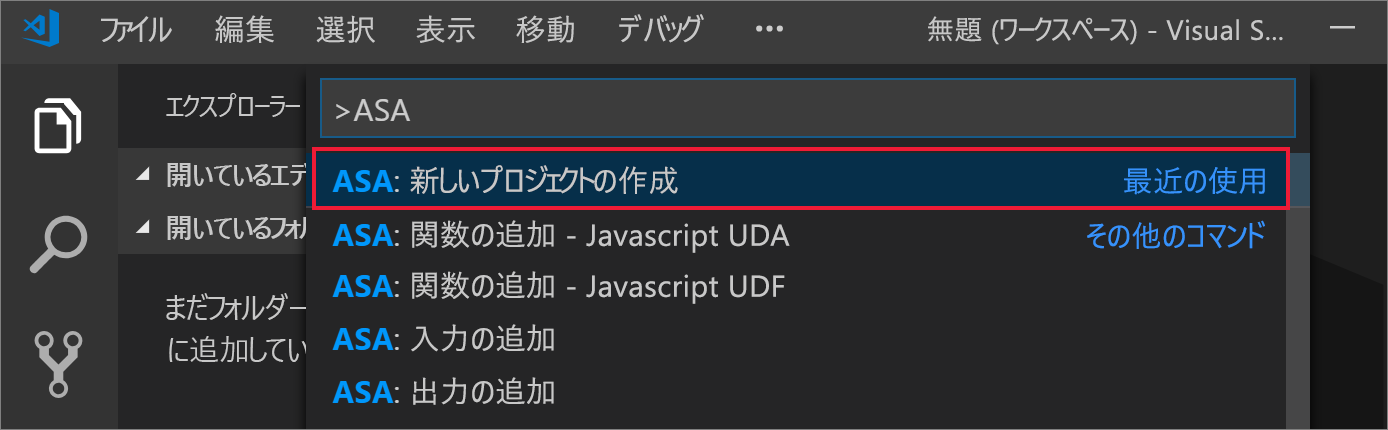 ファイル 編集 選択 表示 移動 デバッグ ··· 無題 (ワークスペース) - Visual S...
エクスプローラー
>ASA
ASA: 新しいプロジェクトの作成 最近の使用
開いているエデ
ASA: 関数の追加 - Javascript UDA その他のコマンド
開いているフォル
ASA: 関数の追加 - Javascript UDF
まだフォルダー
ASA: 入力の追加
に追加してい
ASA: 出力の追加